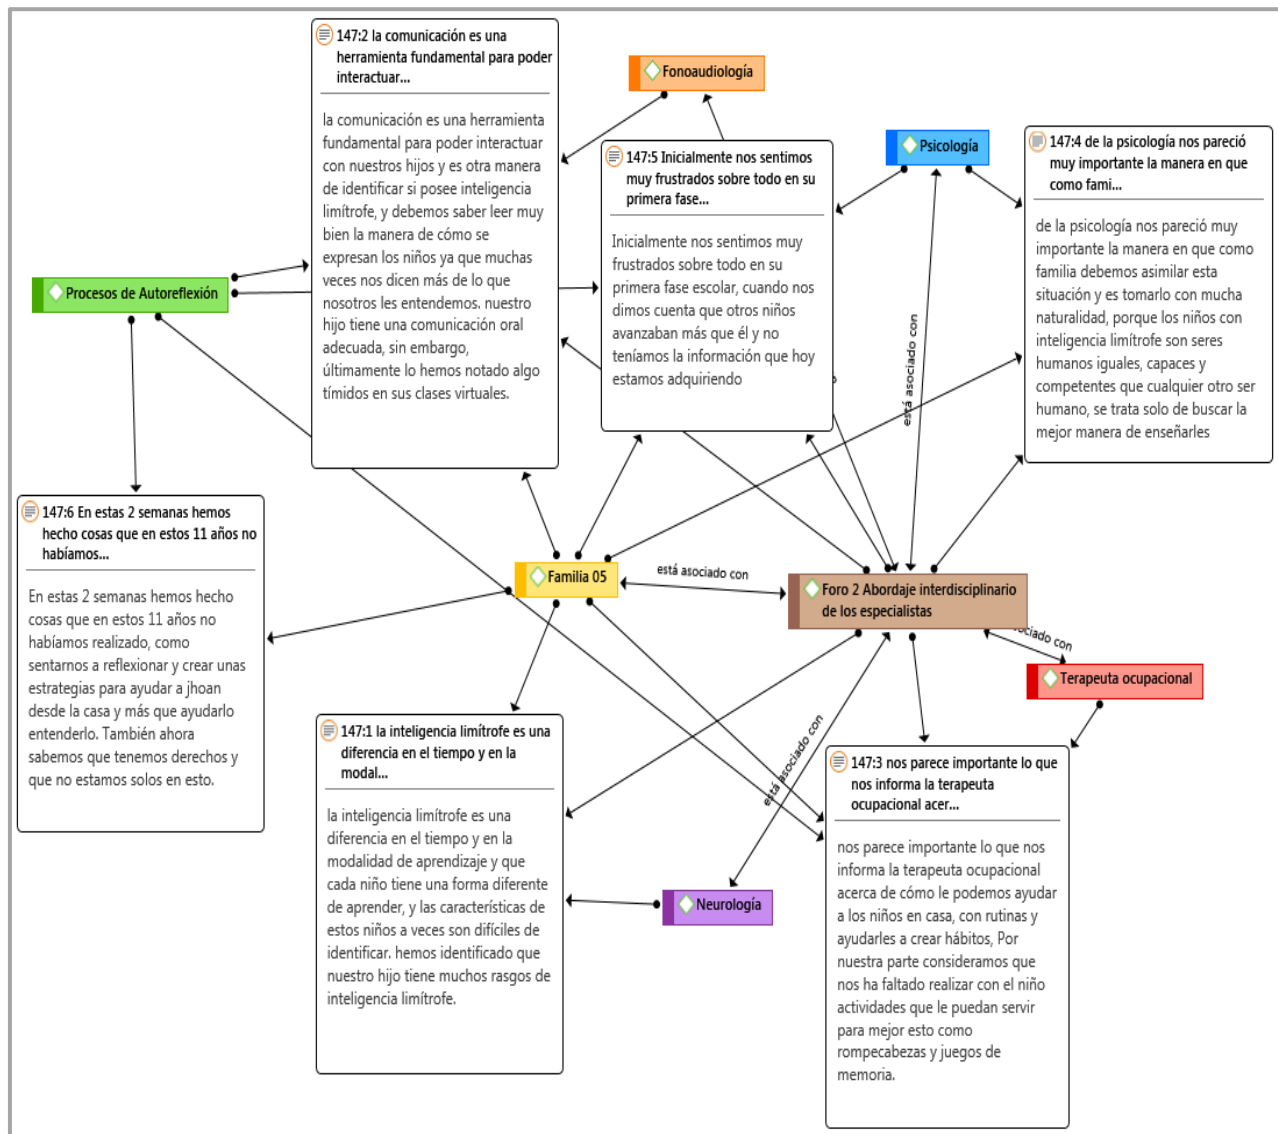 147:2 la comunicación es una
herramienta fundamental para poder
interactuar...
la comunicación es una herramienta
fundamental para poder interactuar
con nuestros hijos y es otra manera
de identificar si posee inteligencia
limítrofe, y debemos saber leer muy
bien la manera de cómo se
expresan los niños ya que muchas
veces nos dicen más de lo que
nosotros les entendemos. nuestro
hijo tiene una comunicación oral
adecuada, sin embargo,
últimamente lo hemos notado algo
tímidos en sus clases virtuales.
Fonoaudiología
147:5 Inicialmente nos sentimos
muy frustrados sobre todo en su
primera fase...
Inicialmente nos sentimos muy
frustrados sobre todo en su
primera fase escolar, cuando nos
dimos cuenta que otros niños
avanzaban más que él y no
teníamos la información que hoy
estamos adquiriendo
Psicología
147:4 de la psicología nos pareció
muy importante la manera en que
como fami...
de la psicología nos pareció muy
importante la manera en que como
familia debemos asimilar esta
situación y es tomarlo con mucha
naturalidad, porque los niños con
inteligencia limítrofe son seres
humanos iguales, capaces y
competentes que cualquier otro ser
humano, se trata solo de buscar la
mejor manera de enseñarles
Procesos de Autoreflexión
está asociado con
147:6 En estas 2 semanas hemos
hecho cosas que en estos 11 años no
habíamos...
En estas 2 semanas hemos hecho
cosas que en estos 11 años no
habíamos realizado, como
sentarnos a reflexionar y crear unas
estrategias para ayudar a jhoan
desde la casa y más que ayudarlo
entenderlo. También ahora
sabemos que tenemos derechos y
que no estamos solos en esto.
Familia 05
está asociado con
Foro 2 Abordaje interdisciplinario
de los especialistas
con
Terapeuta ocupacional
147:1 la inteligencia limítrofe es una
diferencia en el tiempo y en la
modal...
la inteligencia limítrofe es una
diferencia en el tiempo y en la
modalidad de aprendizaje y que
cada niño tiene una forma diferente
de aprender, y las características de
estos niños a veces son difíciles de
identificar. hemos identificado que
nuestro hijo tiene muchos rasgos de
inteligencia limítrofe.
está asociado con
Neurología
147:3 nos parece importante lo que
nos informa la terapeuta
ocupacional acer...
nos parece importante lo que nos
informa la terapeuta ocupacional
acerca de cómo le podemos ayudar
a los niños en casa, con rutinas y
ayudarles a crear hábitos, Por
nuestra parte consideramos que
nos ha faltado realizar con el niño
actividades que le puedan servir
para mejor esto como
rompecabezas y juegos de
memoria.